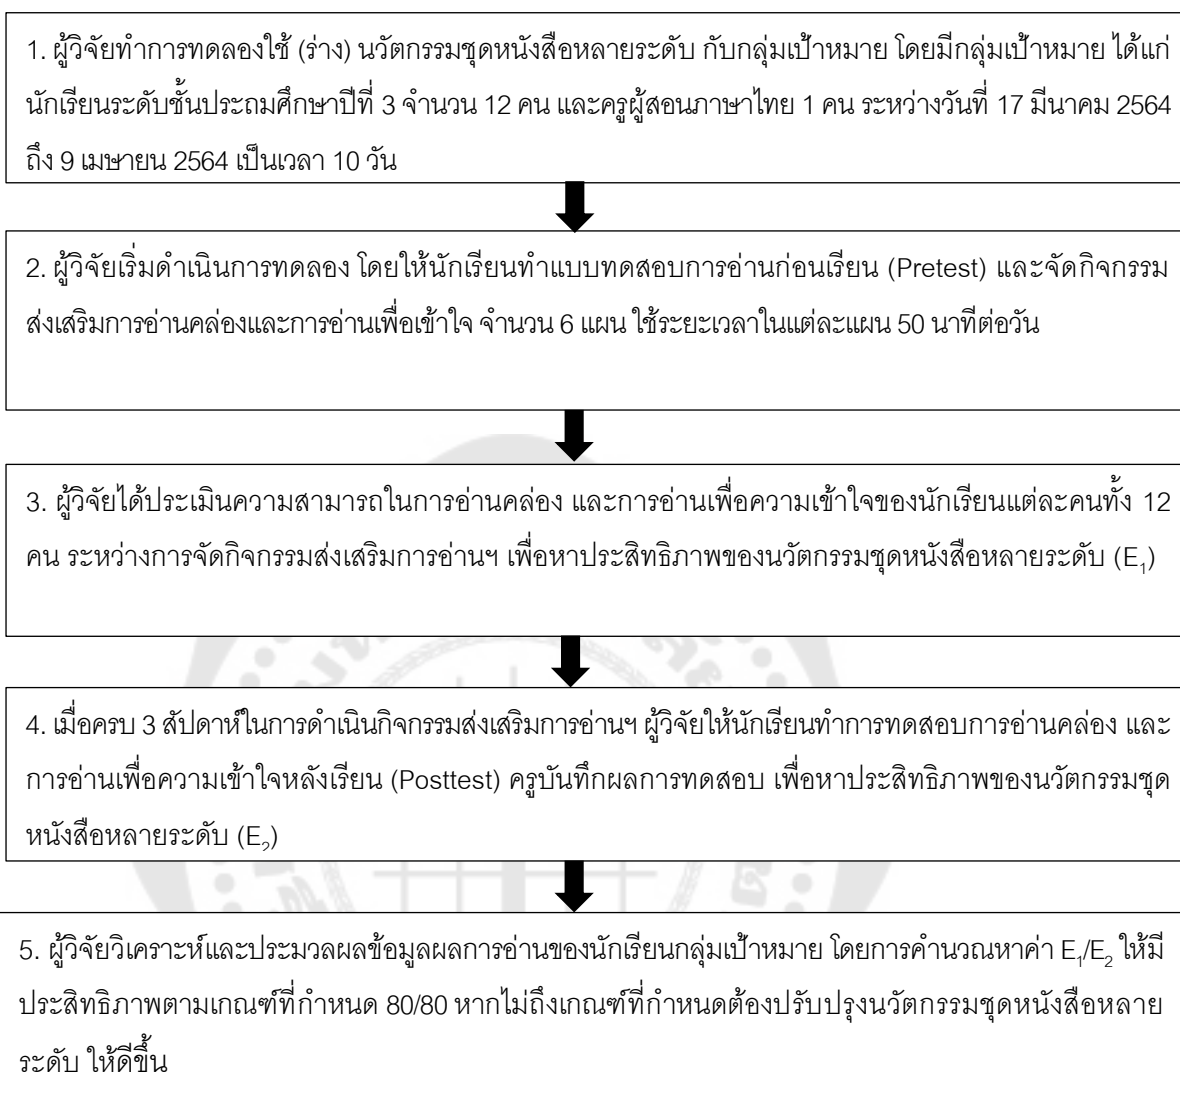 1. ผู้วิจัยทำการทดลองใช้ (ร่าง) นวัตกรรมชุดหนังสือหลายระดับ กับกลุ่มเป้าหมาย โดยมีกลุ่มเป้าหมาย ได้แก่
นักเรียนระดับชั้นประถมศึกษาปีที่ 3 จำนวน 12 คน และครูผู้สอนภาษาไทย 1 คน ระหว่างวันที่ 17 มีนาคม 2564
ถึง 9 เมษายน 2564 เป็นเวลา 10 วัน
2. ผู้วิจัยเริ่มดำเนินการทดลอง โดยให้นักเรียนทำแบบทดสอบการอ่านก่อนเรียน (Pretest) และจัดกิจกรรม
ส่งเสริมการอ่านคล่องและการอ่านเพื่อเข้าใจ จำนวน 6 แผน ใช้ระยะเวลาในแต่ละแผน 50 นาทีต่อวัน
3. ผู้วิจัยได้ประเมินความสามารถในการอ่านคล่อง และการอ่านเพื่อความเข้าใจของนักเรียนแต่ละคนทั้ง 12
คน ระหว่างการจัดกิจกรรมส่งเสริมการอ่านฯ เพื่อหาประสิทธิภาพของนวัตกรรมชุดหนังสือหลายระดับ (E₁)
4. เมื่อครบ 3 สัปดาห์ในการดำเนินกิจกรรมส่งเสริมการอ่านฯ ผู้วิจัยให้นักเรียนทำการทดสอบการอ่านคล่อง และ
การอ่านเพื่อความเข้าใจหลังเรียน (Posttest) ครูบันทึกผลการทดสอบ เพื่อหาประสิทธิภาพของนวัตกรรมชุด
หนังสือหลายระดับ (E₂)
5. ผู้วิจัยวิเคราะห์และประมวลผลข้อมูลผลการอ่านของนักเรียนกลุ่มเป้าหมาย โดยการคำนวณหาค่า E₁/E₂ ให้มี
ประสิทธิภาพตามเกณฑ์ที่กำหนด 80/80 หากไม่ถึงเกณฑ์ที่กำหนดต้องปรับปรุงนวัตกรรมชุดหนังสือหลาย
ระดับ ให้ดีขึ้น